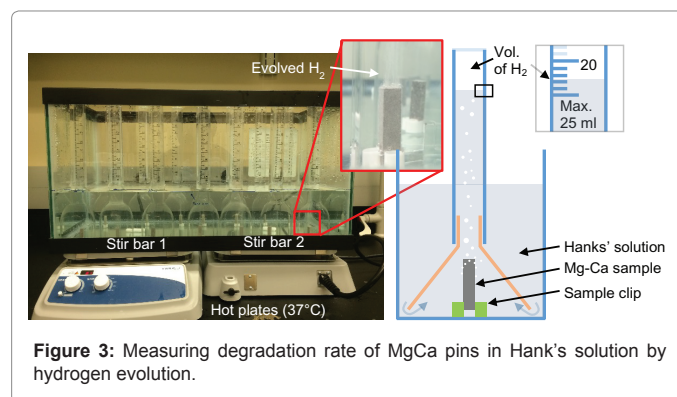 Evolved H₂
Stir bar 1
Stir bar 2
Hot plates (37°C)
Vol.
of H₂
20
Max.
25 ml
Hanks' solution
Mg-Ca sample
Sample clip
Figure 3: Measuring degradation rate of MgCa pins in Hank's solution by
hydrogen evolution.